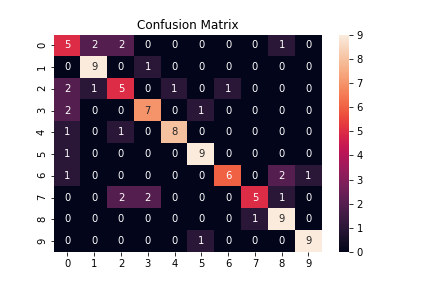 Confusion Matrix
0 5 2 2 0 0 0 0 0 1 0
1 0 9 0 1 0 0 0 0 0 0
2 2 1 5 0 1 0 1 0 0 0
3 2 0 0 7 0 1 0 0 0 0
4 1 0 1 0 8 0 0 0 0 0
5 1 0 0 0 0 9 0 0 0 0
6 1 0 0 0 0 0 6 0 2 1
7 0 0 2 2 0 0 0 5 1 0
8 0 0 0 0 0 0 0 1 9 0
9 0 0 0 0 0 1 0 0 0 9
0 1 2 3 4 5 6 7 8 9
9
8
7
6
5
4
3
2
1
0